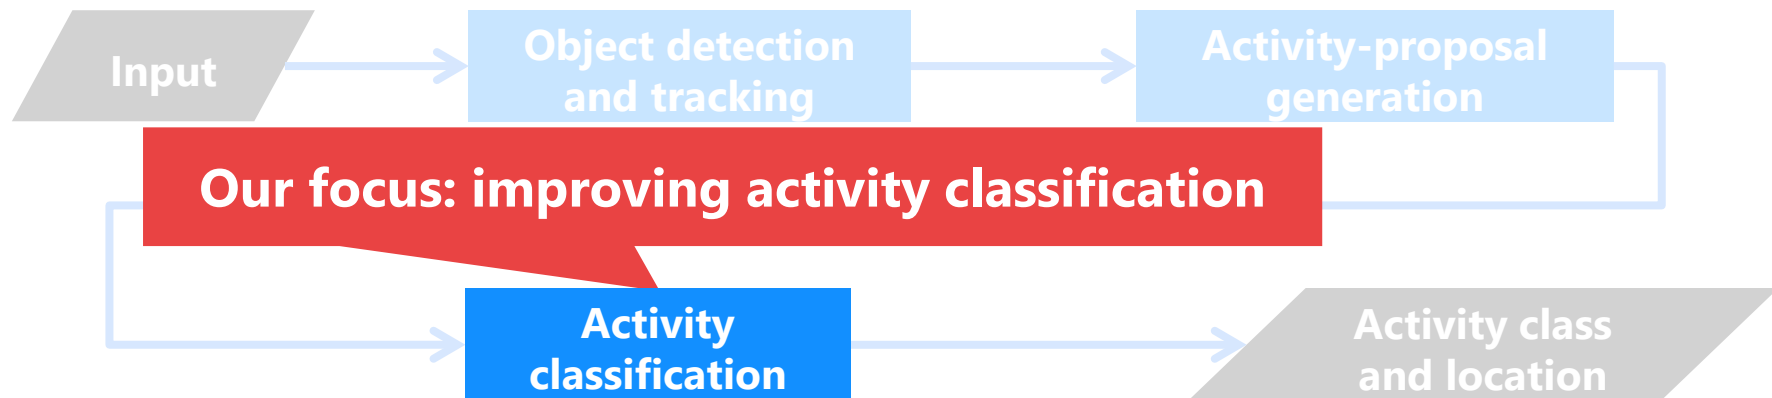 Input
Object detection
and tracking
Activity-proposal
generation
Our focus: improving activity classification
Activity
classification
Activity class
and location